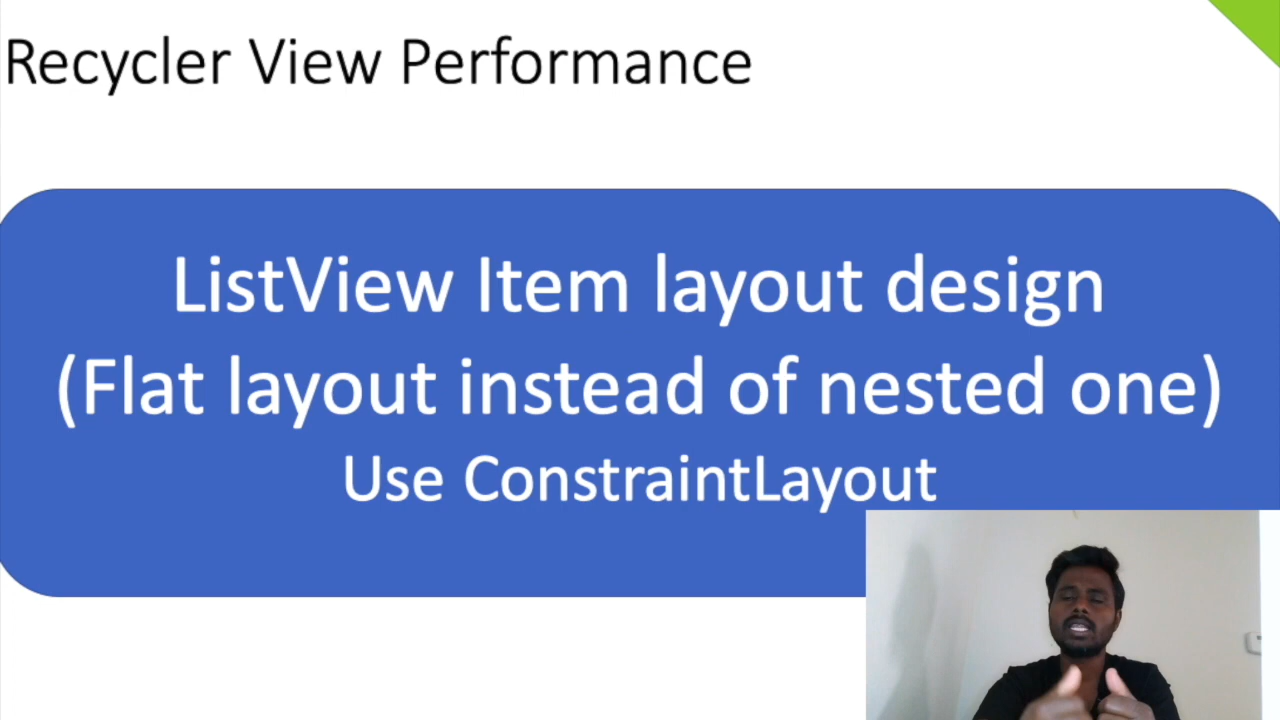 Recycler View Performance
ListView Item layout design
(Flat layout instead of nested one)
Use ConstraintLayout